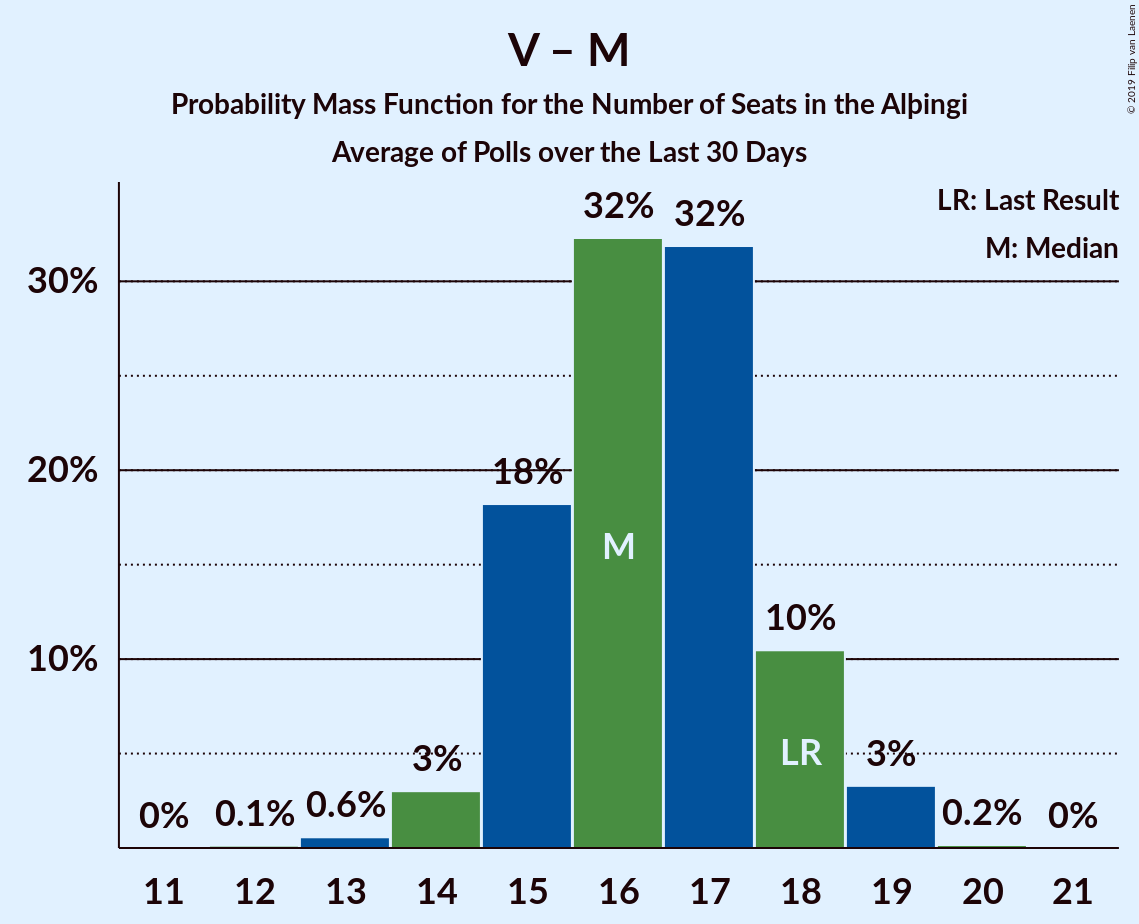 V – M
Probability Mass Function for the Number of Seats in the Alþingi
Average of Polls over the Last 30 Days
© 2019 Filip van Laenen
LR: Last Result
M: Median
30%
20%
10%
0%
0.1%
0.6%
3%
18%
32%
32%
10%
3%
0.2%
0%
M
LR
11 12 13 14 15 16 17 18 19 20 21